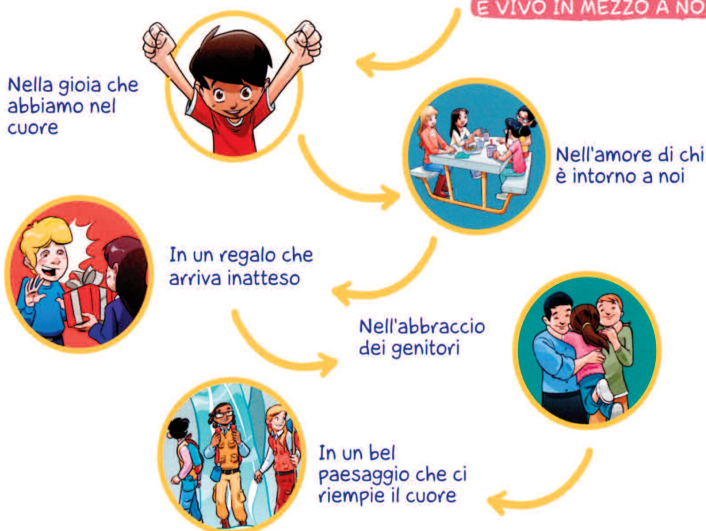 È VIVO IN MEZZO A NO
Nella gioia che
abbiamo nel
cuore
Nell'amore di chi
è intorno a noi
In un regalo che
arriva inatteso
Nell'abbraccio
dei genitori
In un bel
paesaggio che ci
riempie il cuore